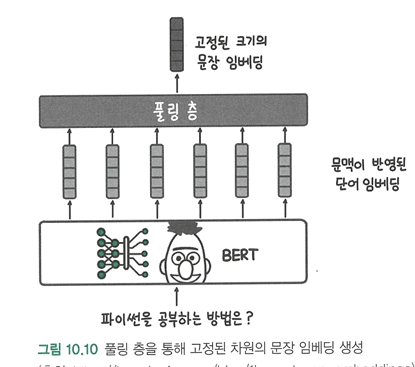 고정된 크기의
문장 임베딩
풀링 층
문맥이 반영된
단어 임베딩
BERT
파이썬을 공부하는 방법은?
그림 10.10 풀링 층을 통해 고정된 차원의 문장 임베딩 생성